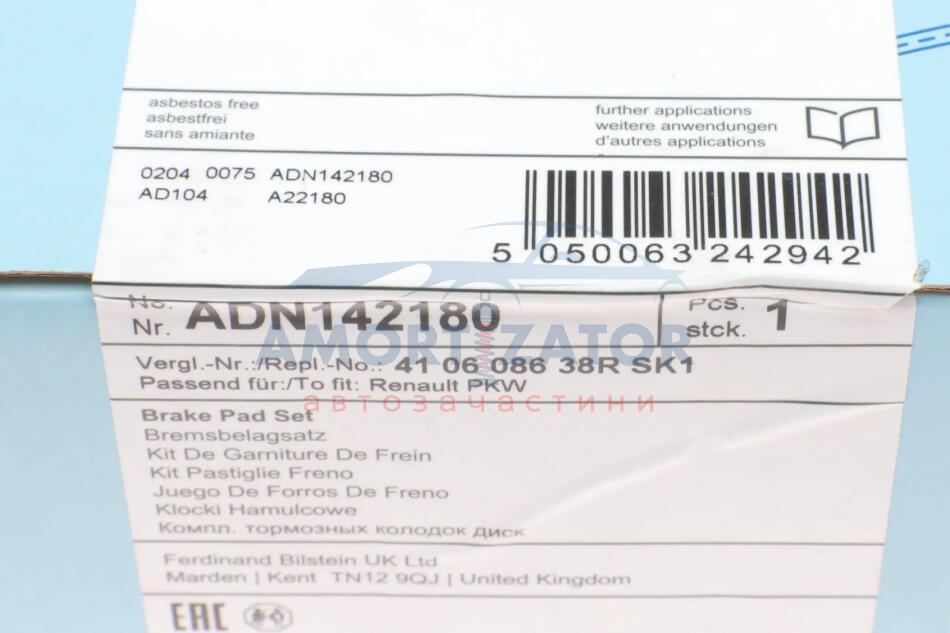 asbestos free
asbestfrei
sans amiante
further applications
weitere anwendungen
d'autres applications
0204 0075 ADN142180
AD104 A22180
5 050063 242942
No.
Nr. ADN142180
Pcs.
stck. 1
Vergl.-Nr.:/Repl.-No.: 41 06 086 38R SK1
Passend für:/To fit: Renault PKW
AMORTIZATOR
автозачастини
Brake Pad Set
Bremsbelagsatz
Kit De Garniture De Frein
Kit Pastiglie Freno
Juego De Forros De Freno
Klocki Hamulcowe
Компл. тормозных колодок диск
Ferdinand Bilstein UK Ltd
Marden | Kent TN12 9QJ | United Kingdom
EAC